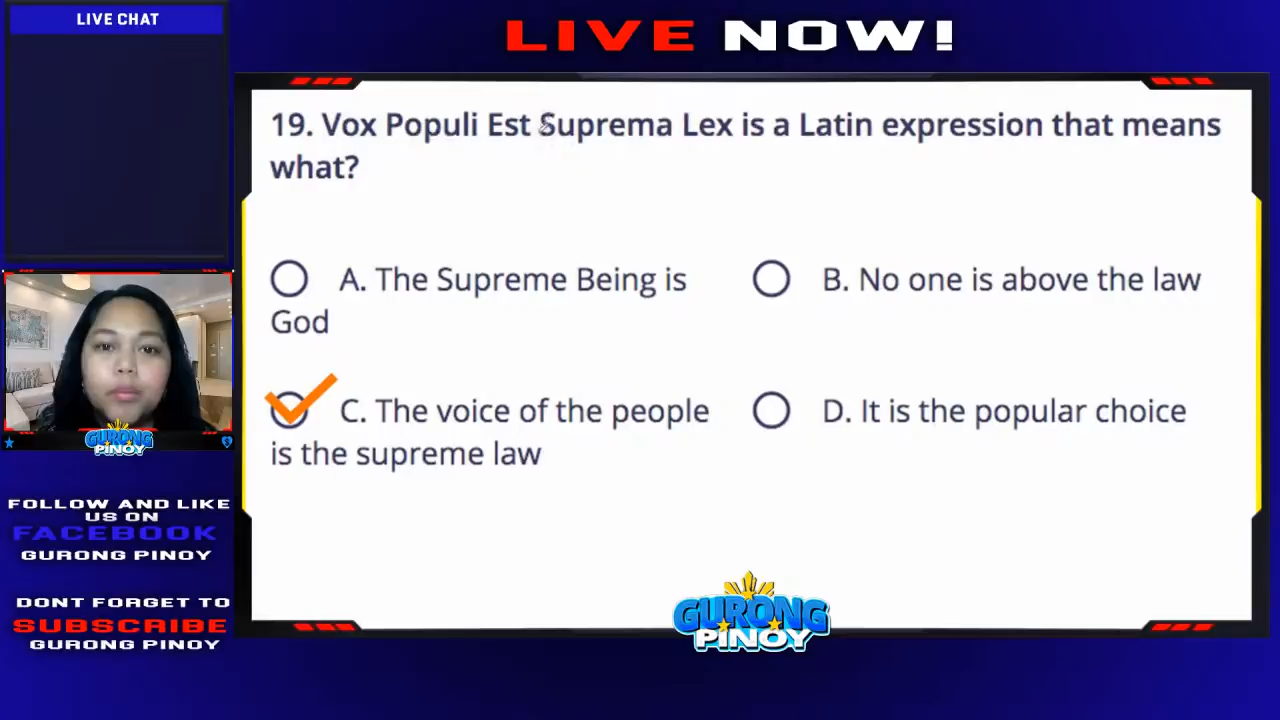 LIVE CHAT
LIVE NOW!
19. Vox Populi Est Suprema Lex is a Latin expression that means
what?
A. The Supreme Being is
God
B. No one is above the law
C. The voice of the people
is the supreme law
D. It is the popular choice
GURONG
PINOY
FOLLOW AND LIKE
US ON
FACEBOOK
GURONG PINOY
DONT FORGET TO
SUBSCRIBE
GURONG PINOY
GURONG
PINOY